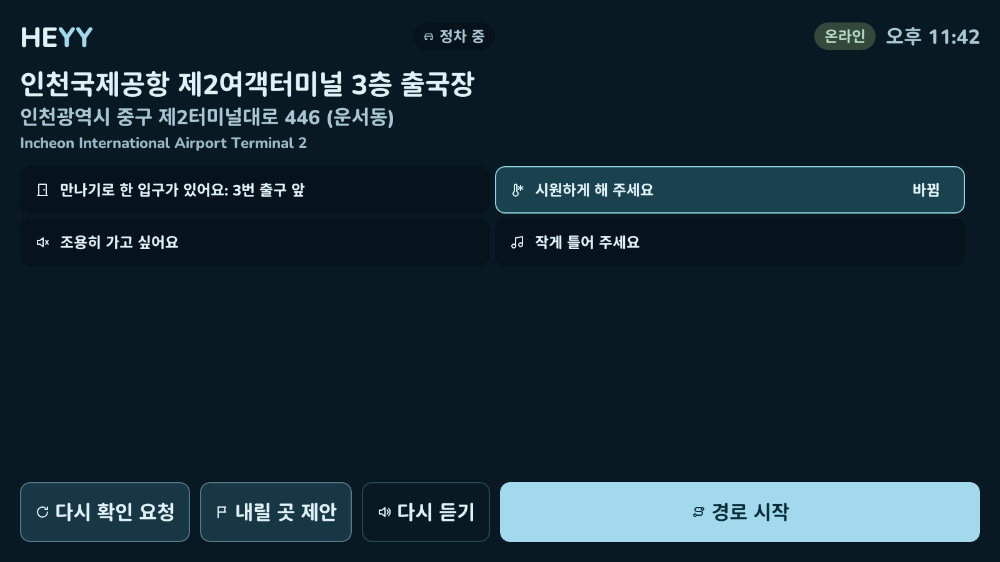 HEYY
정차 중
온라인
오후 11:42
인천국제공항 제2여객터미널 3층 출국장
인천광역시 중구 제2터미널대로 446 (운서동)
Incheon International Airport Terminal 2
만나기로 한 입구가 있어요: 3번 출구 앞
시원하게 해 주세요
바뀜
조용히 가고 싶어요
작게 틀어 주세요
다시 확인 요청
내릴 곳 제안
다시 듣기
경로 시작